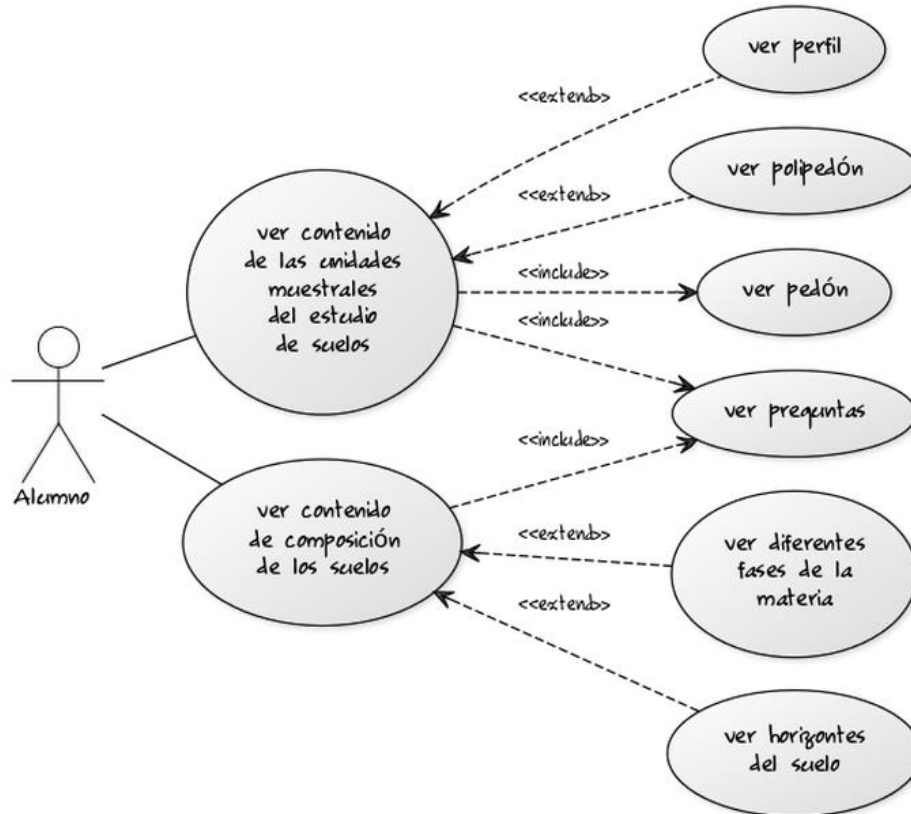 ver perfil
<<extend>>
ver polipedón
<<extend>>
ver contenido
de las unidades
muestrales
del estudio
de suelos
<<include>>
ver pedón
<<include>>
ver preguntas
<<include>>
Alumno
ver contenido
de composición
de los suelos
<<extend>>
ver diferentes
fases de la
materia
<<extend>>
ver horizontes
del suelo